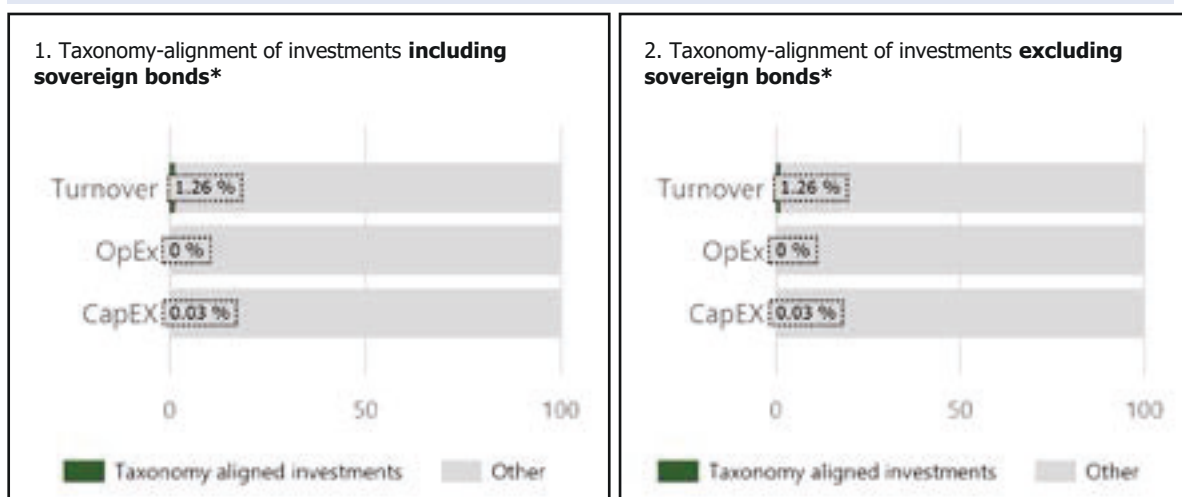 1. Taxonomy-alignment of investments including
sovereign bonds*
Turnover 1.26 %
OpEx 0 %
CapEX 0.03 %
0 50 100
Taxonomy aligned investments Other
2. Taxonomy-alignment of investments excluding
sovereign bonds*
Turnover 1.26 %
OpEx 0 %
CapEX 0.03 %
0 50 100
Taxonomy aligned investments Other